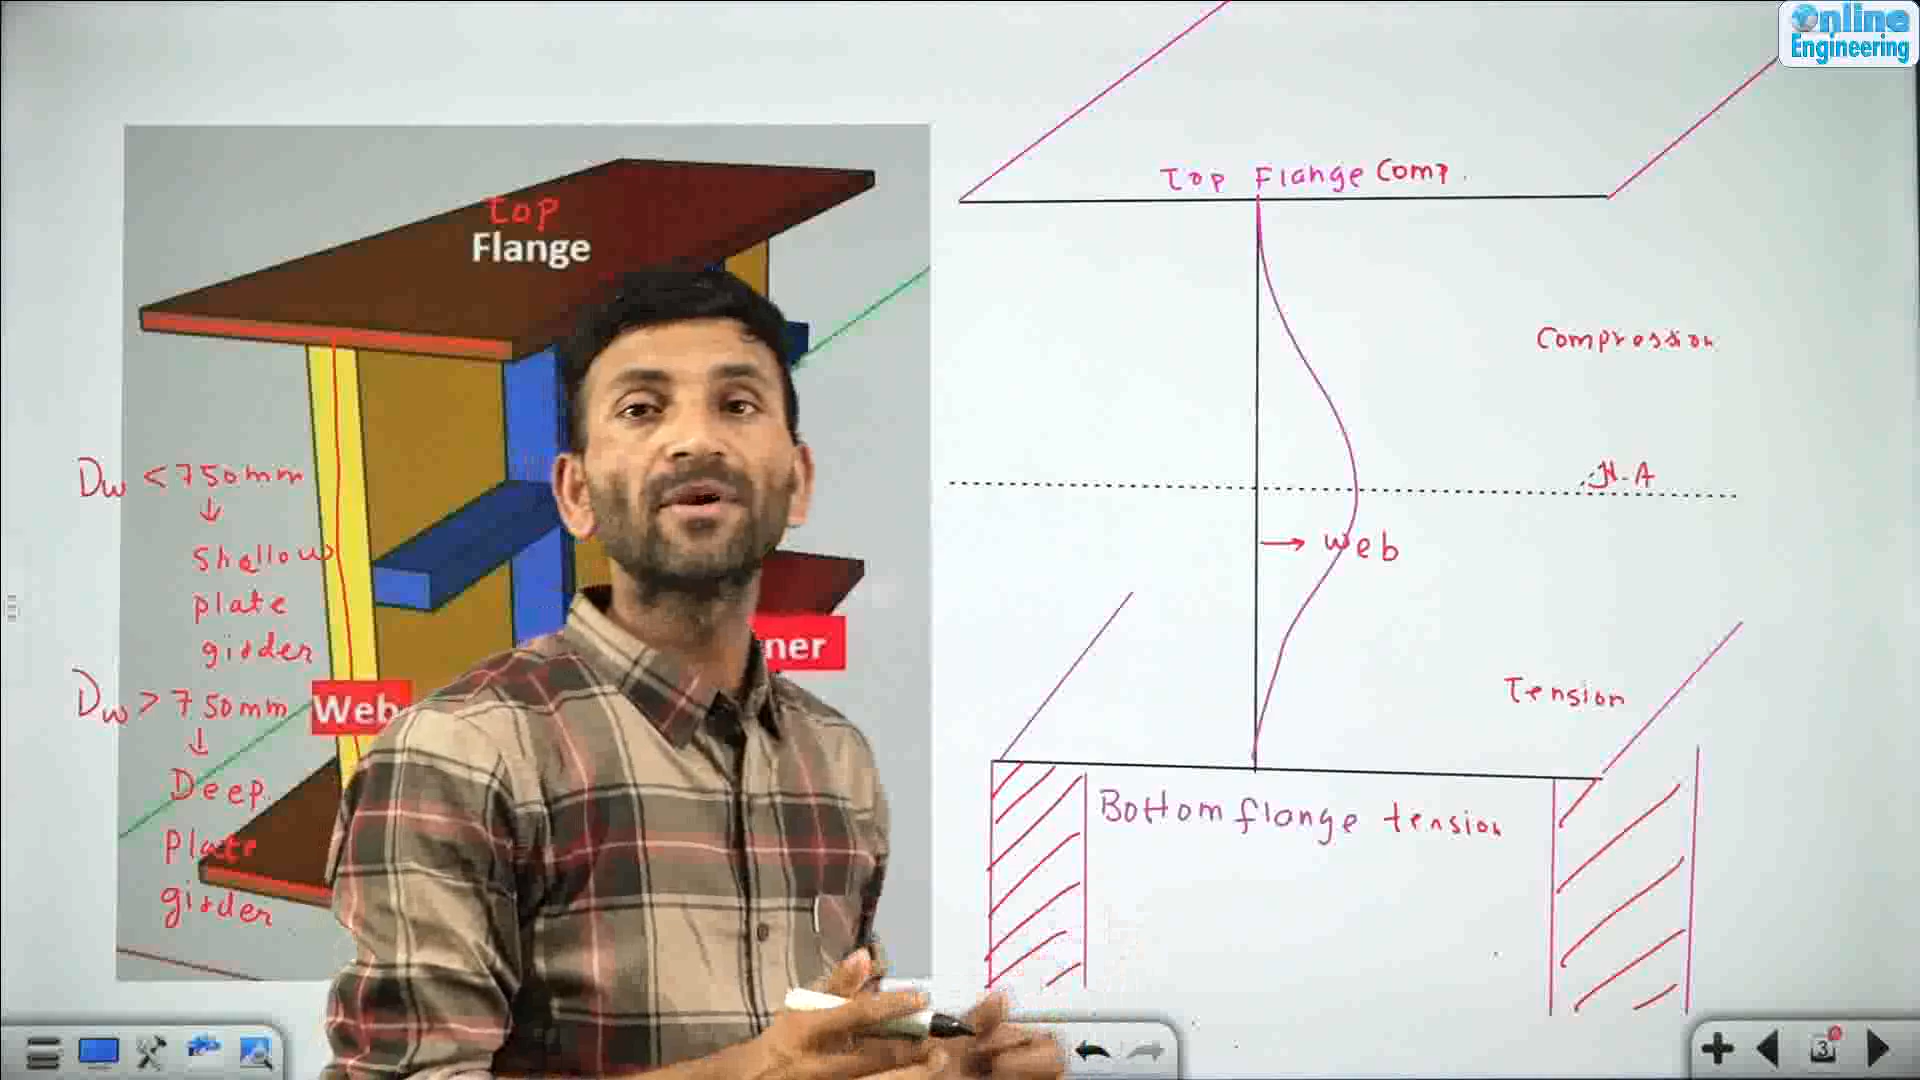 Online
Engineering
Top Flange Comp.
top
Flange
Compression
Dw < 750mm
N.A
↓
→ web
Shallow
plate
girder
ner
Tension
Dw > 750mm
Web
↓
Deep
Plate
girder
Bottom flange tension
3